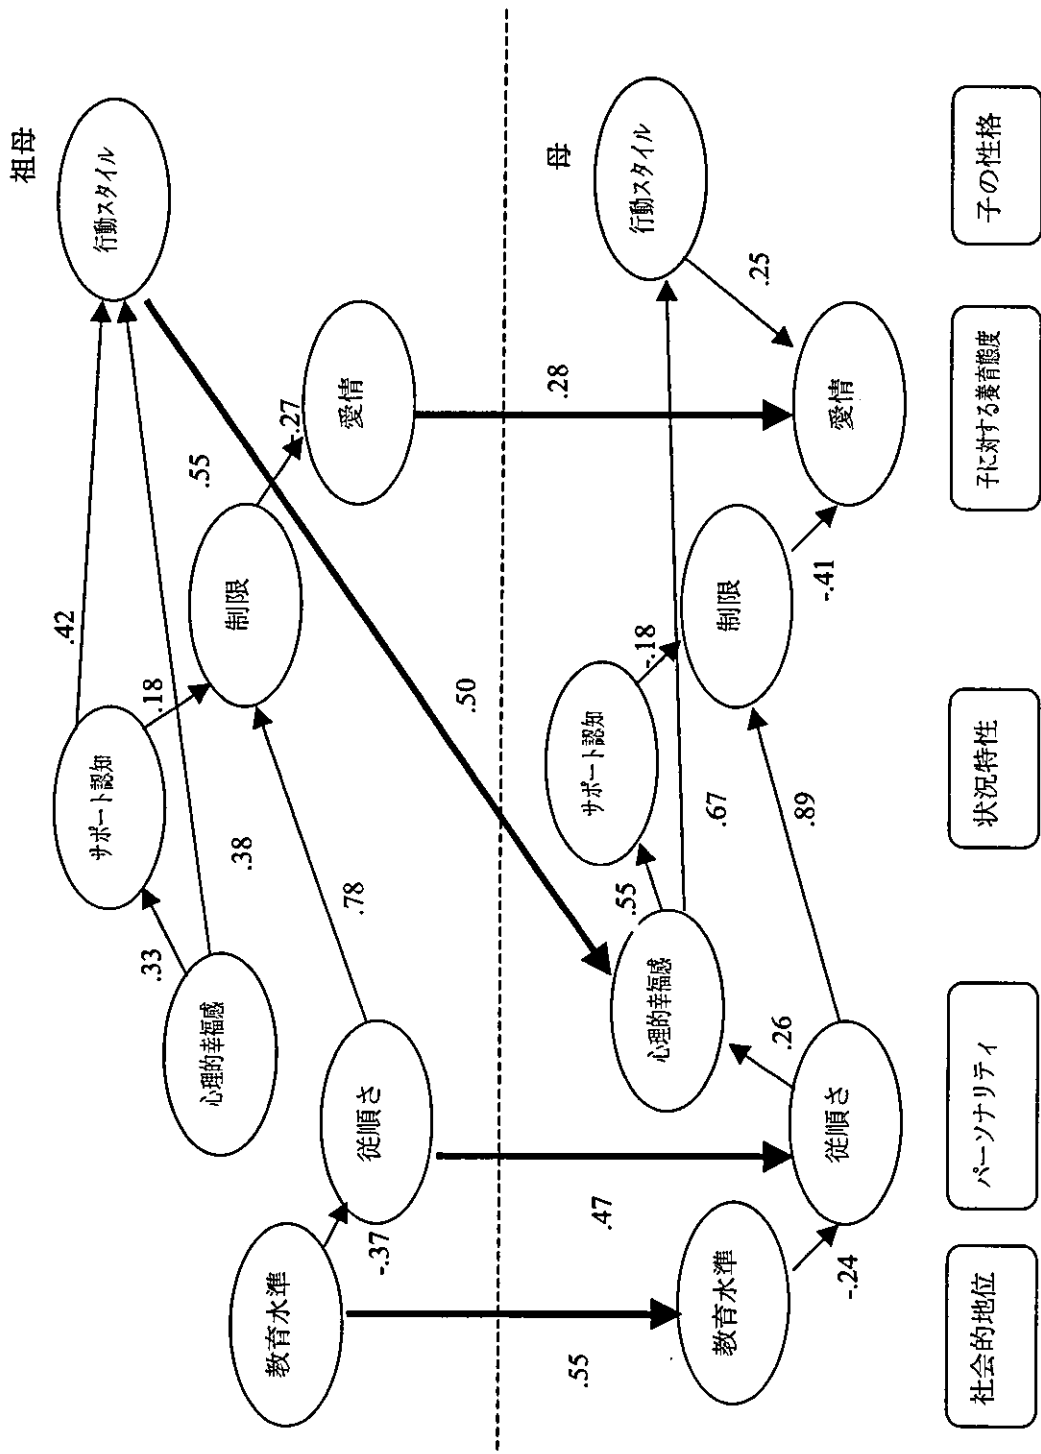 祖母
.42
サポート認知
行動スタイル
.33
.18
心理的幸福感
.38
.55
制限
-.27
教育水準
愛情
.78
従順さ
-.37
.50
母
.28
.55
.47
サポート認知
行動スタイル
.55
-.18
心理的幸福感
.67
教育水準
制限
.25
.26
.89
-.41
従順さ
愛情
-.24
社会的地位
パーソナリティ
状況特性
子に対する養育態度
子の性格